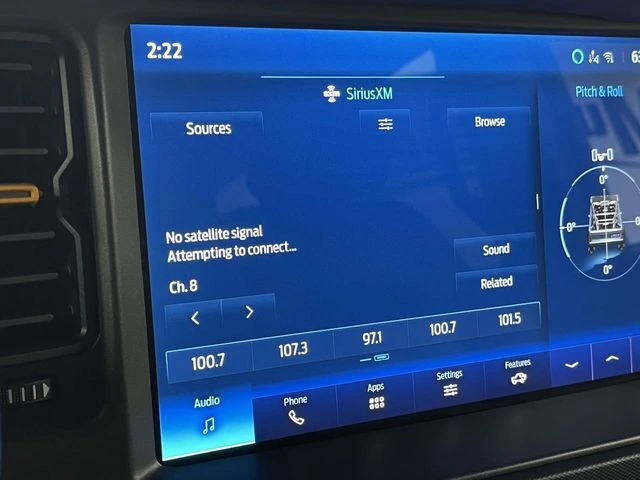 2:22
63
SiriusXM
Pitch & Roll
Sources
Browse
0°
0°
0°
0°
No satellite signal
Attempting to connect...
Sound
Ch. 8
Related
100.7
107.3
97.1
100.7
101.5
Audio
Phone
Apps
Settings
Features